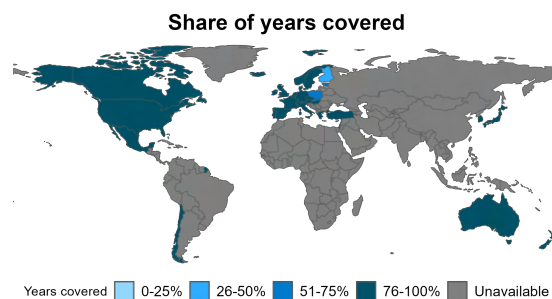 Share of years covered
Years covered 0-25% 26-50% 51-75% 76-100% Unavailable